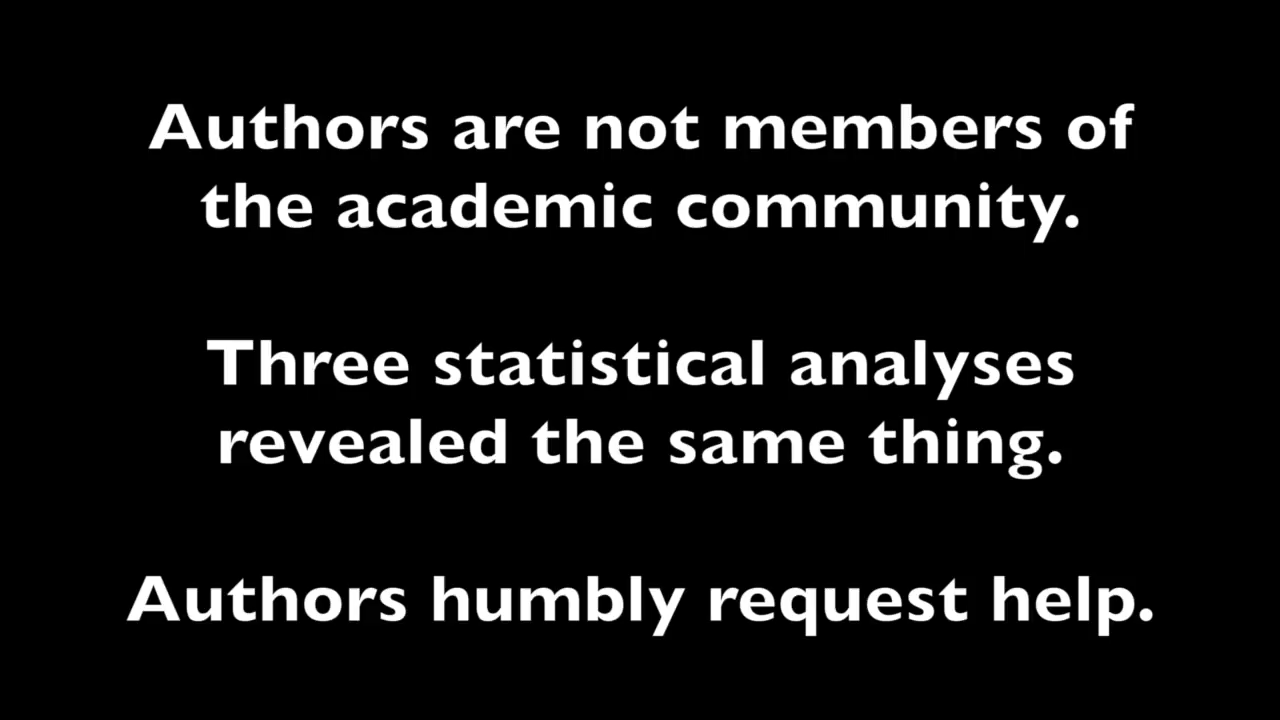 Authors are not members of
the academic community.
Three statistical analyses
revealed the same thing.
Authors humbly request help.